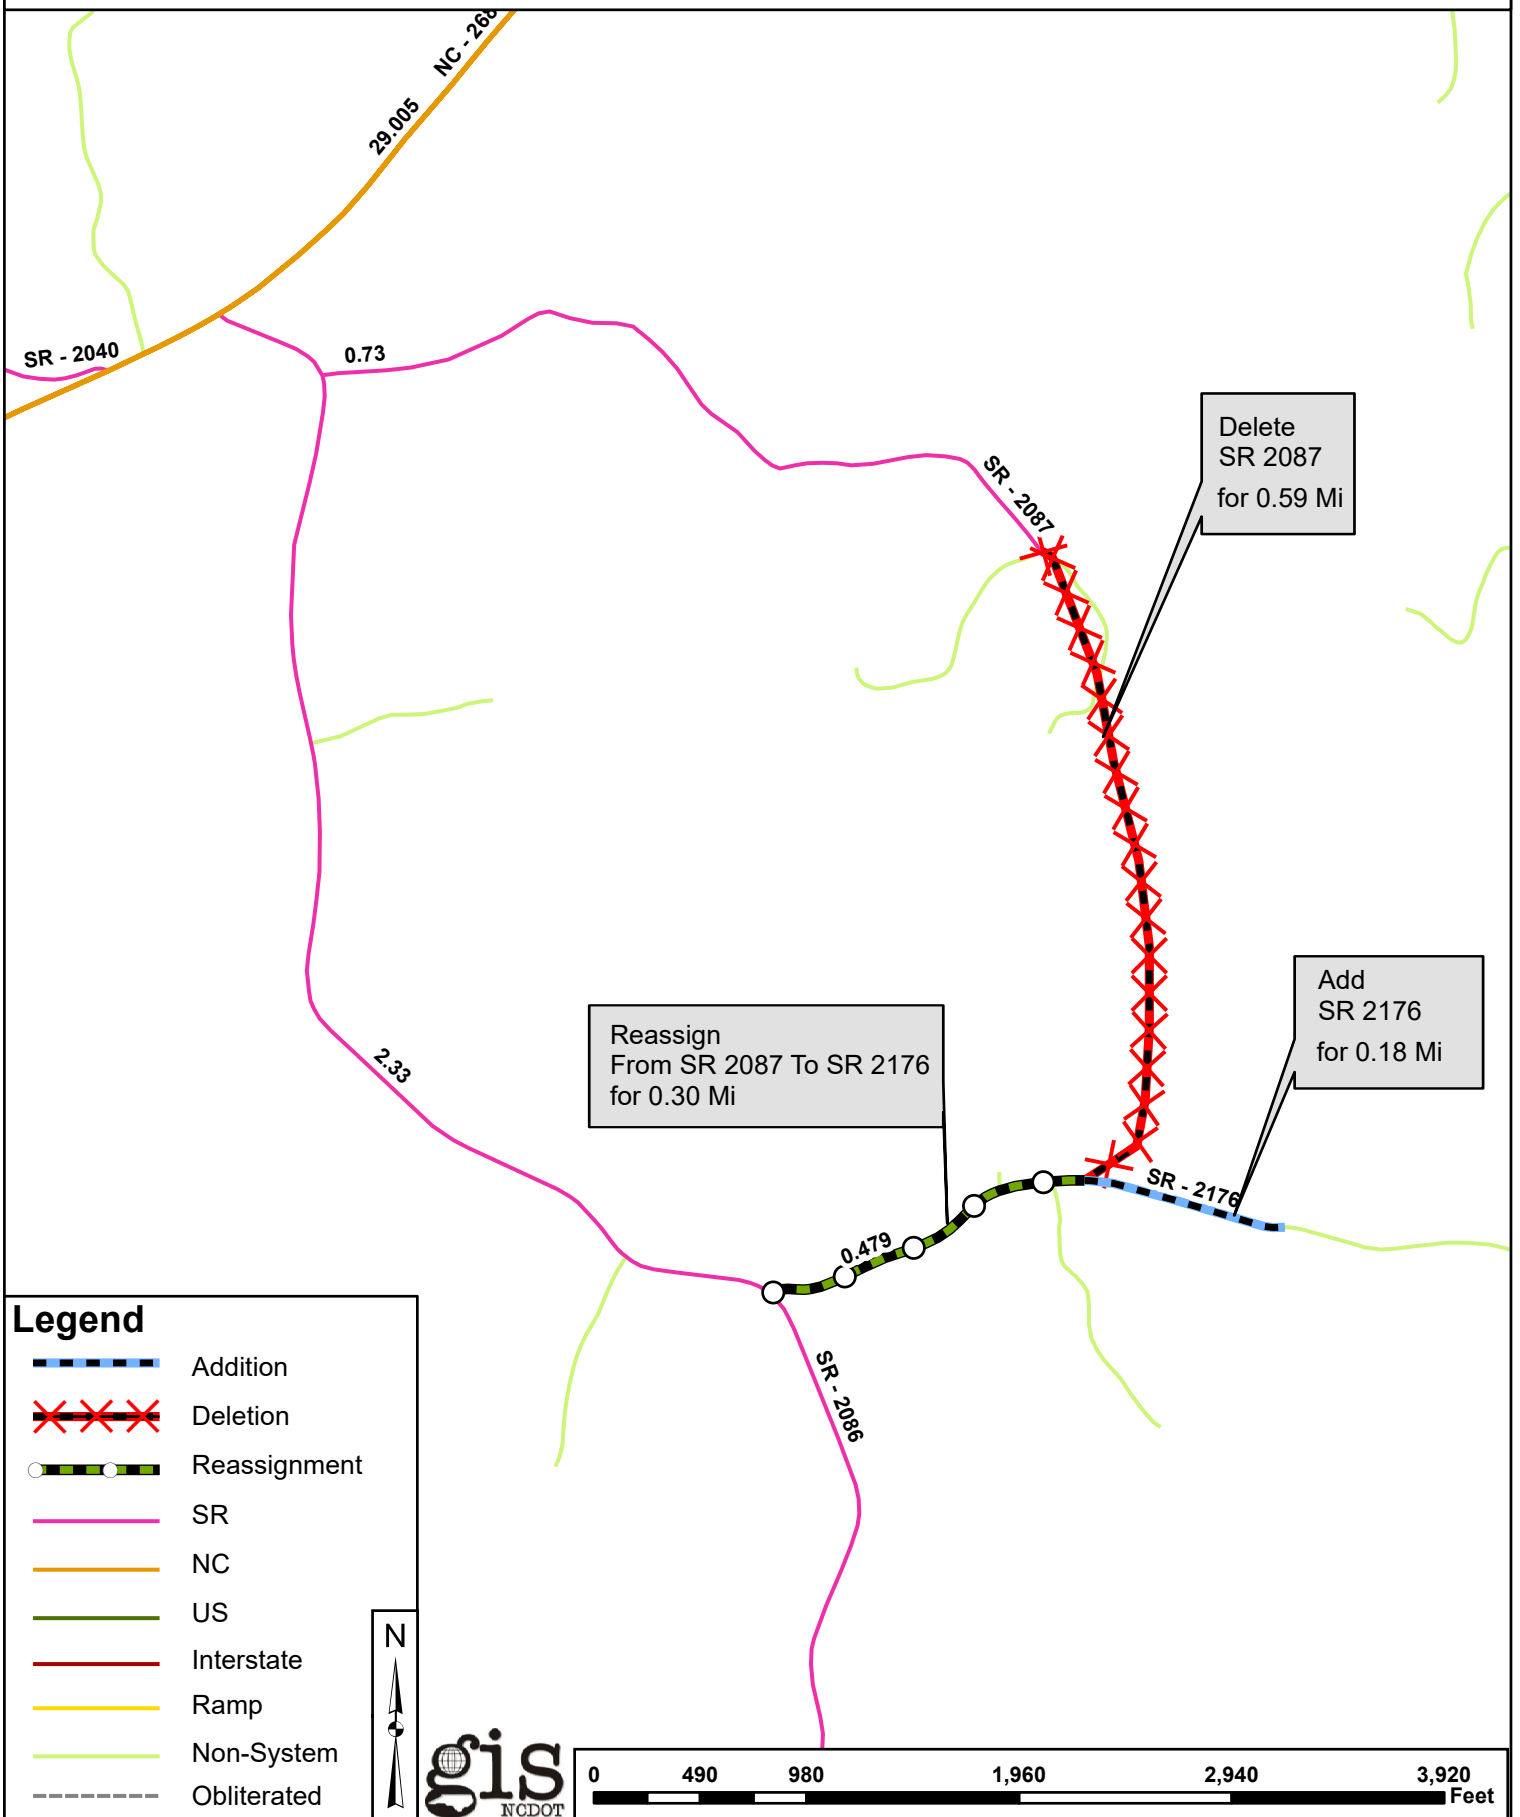 NC - 268
29.005
SR - 2040
0.73
SR - 2087
Delete
SR 2087
for 0.59 Mi
Add
SR 2176
for 0.18 Mi
Reassign
From SR 2087 To SR 2176
for 0.30 Mi
2.33
SR - 2176
0.479
SR - 2086
Legend
Addition
Deletion
Reassignment
SR
NC
US
Interstate
Ramp
Non-System
Obliterated
N
gis
NCDOT
0 490 980 1,960 2,940 3,920
Feet